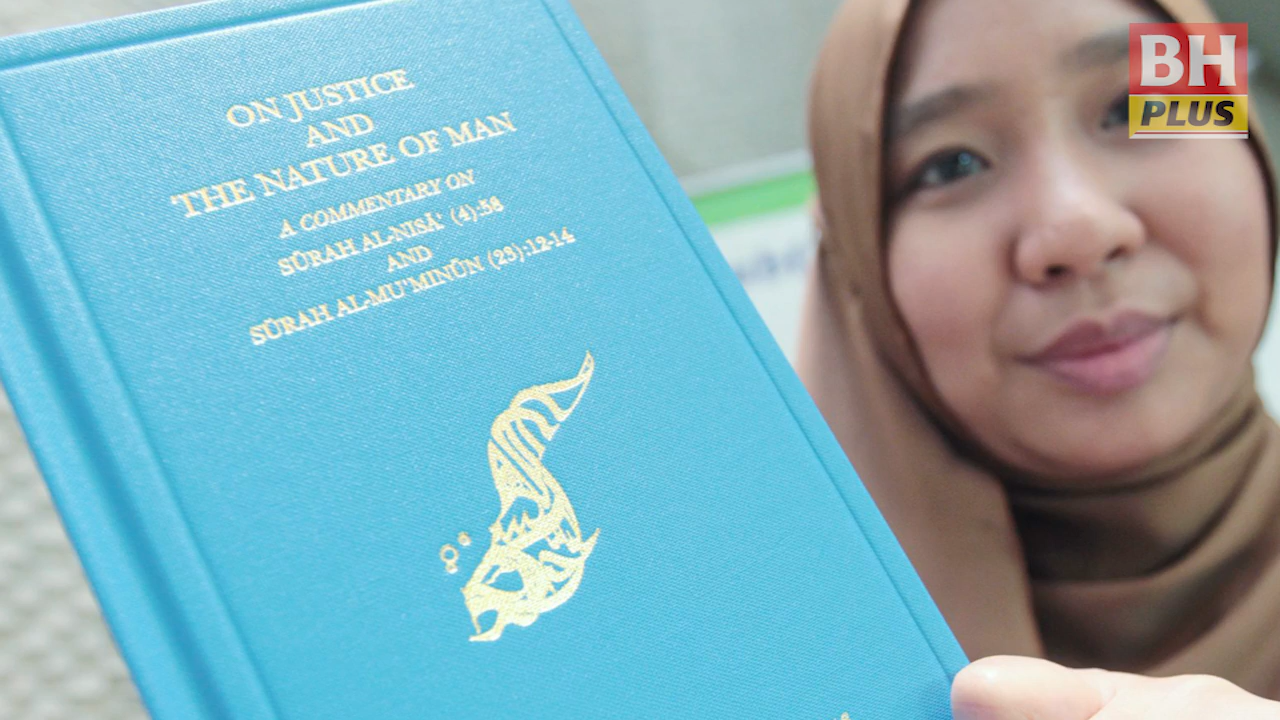 ON JUSTICE
AND
THE NATURE OF MAN
A COMMENTARY ON
SŪRAH AL-NISĀ' (4):58
AND
SŪRAH AL-MU'MINŪN (23):12-14
BH
PLUS